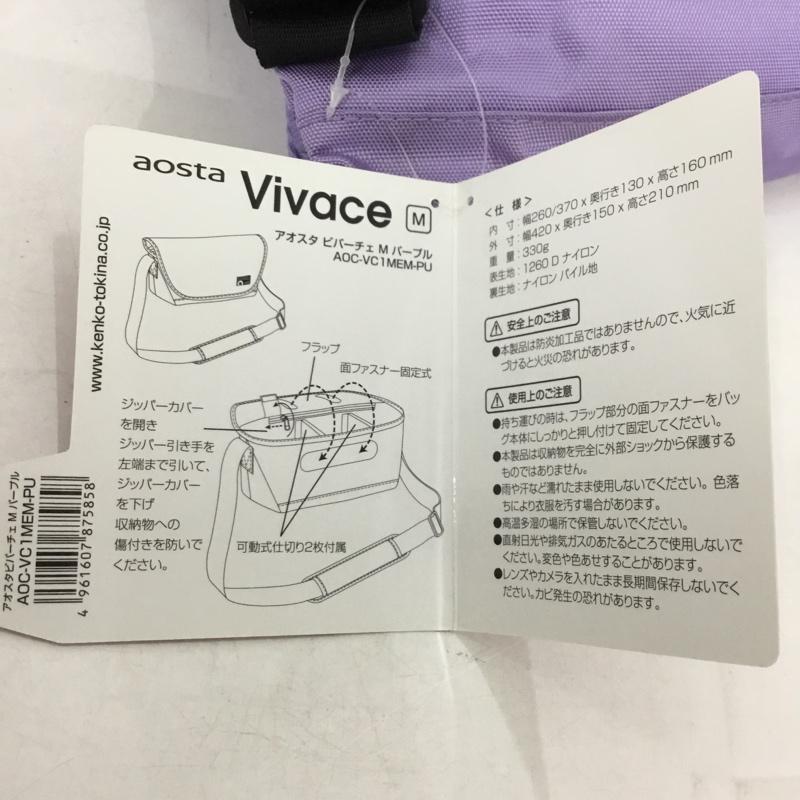 aosta Vivace M
アオスタ ビバーチェ M パープル
AOC-VC1MEM-PU
www.kenko-tokina.co.jp
フラップ
面ファスナー固定式
ジッパーカバー
を開き
ジッパー引き手を
左端まで引いて、
ジッパーカバー
を下げ
収納物への
傷付きを防いで
ください。
可動式仕切り2枚付属
アオスタビバーチェ M パープル
AOC-VC1MEM-PU
4 961607 875858
<仕 様>
内 寸:幅260/370 x 奥行き130 x 高さ160mm
外 寸:幅420 x 奥行き150 x 高さ210mm
重 量:330g
表生地:1260 D ナイロン
裏生地:ナイロン パイル地
安全上のご注意
●本製品は防炎加工品ではありませんので、火気に近
づけると火災の恐れがあります。
使用上のご注意
●持ち運びの時は、フラップ部分の面ファスナーをバッ
グ本体にしっかりと押し付けて固定してください。
●本製品は収納物を完全に外部ショックから保護する
ものではありません。
●雨や汗など濡れたまま使用しないでください。色落
ちにより衣服を汚す場合があります。
●高温多湿の場所で保管しないでください。
●直射日光や排気ガスのあたるところで使用しないで
ください。変色や色あせすることがあります。
●レンズやカメラを入れたまま長期間保存しないでく
ださい。カビ発生の恐れがあります。